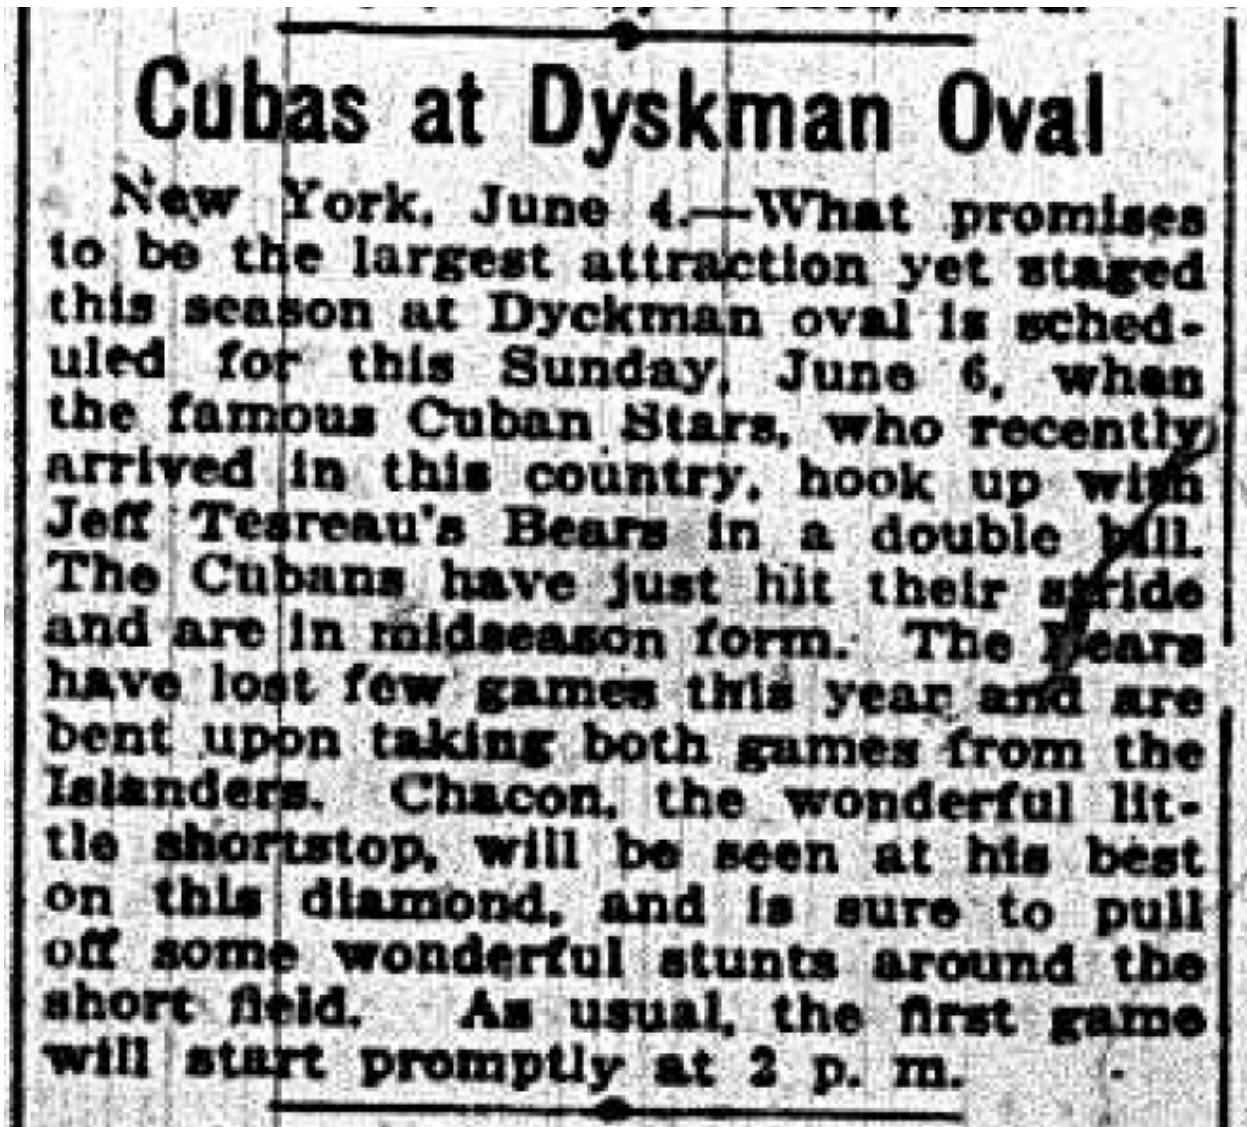 Cubas at Dyskman Oval
New York, June 4.—What promises
to be the largest attraction yet staged
this season at Dyckman oval is sched-
uled for this Sunday, June 6, when
the famous Cuban Stars, who recently
arrived in this country, hook up with
Jeff Tesreau's Bears in a double bill.
The Cubans have just hit their stride
and are in midseason form. The Bears
have lost few games this year and are
bent upon taking both games from the
Islanders. Chacon, the wonderful lit-
tle shortstop, will be seen at his best
on this diamond, and is sure to pull
off some wonderful stunts around the
short field. As usual, the first game
will start promptly at 2 p. m.